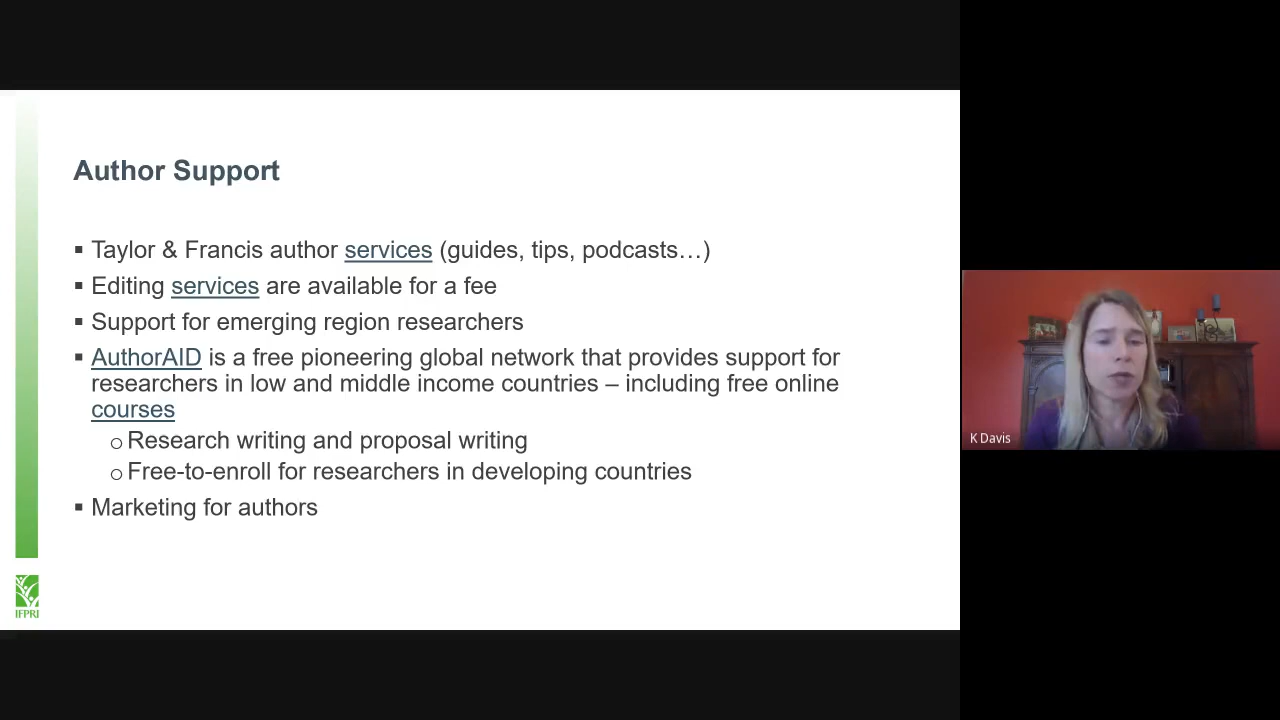 Author Support
▪ Taylor & Francis author services (guides, tips, podcasts…)
▪ Editing services are available for a fee
▪ Support for emerging region researchers
▪ AuthorAID is a free pioneering global network that provides support for
researchers in low and middle income countries – including free online
courses
o Research writing and proposal writing
o Free-to-enroll for researchers in developing countries
▪ Marketing for authors
IFPRI
K Davis